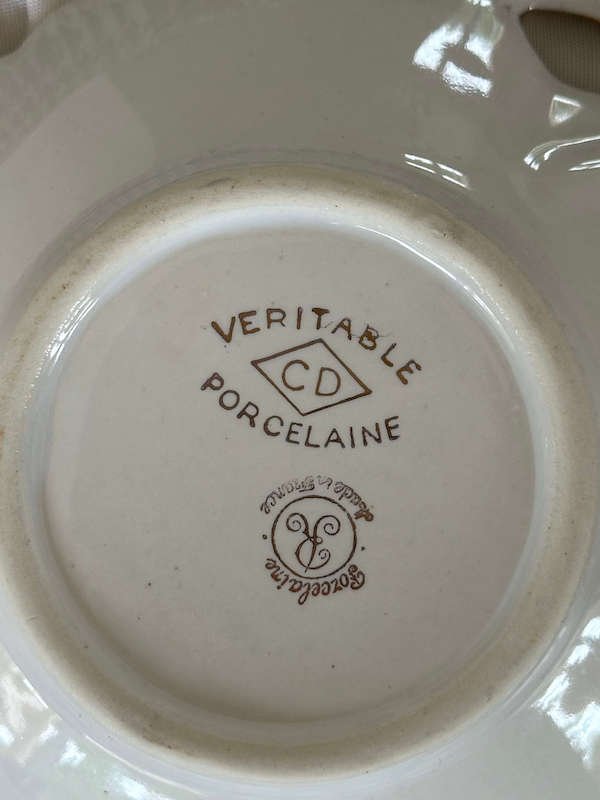 VERITABLE
CD
PORCELAINE
Porcelaine
Made in France